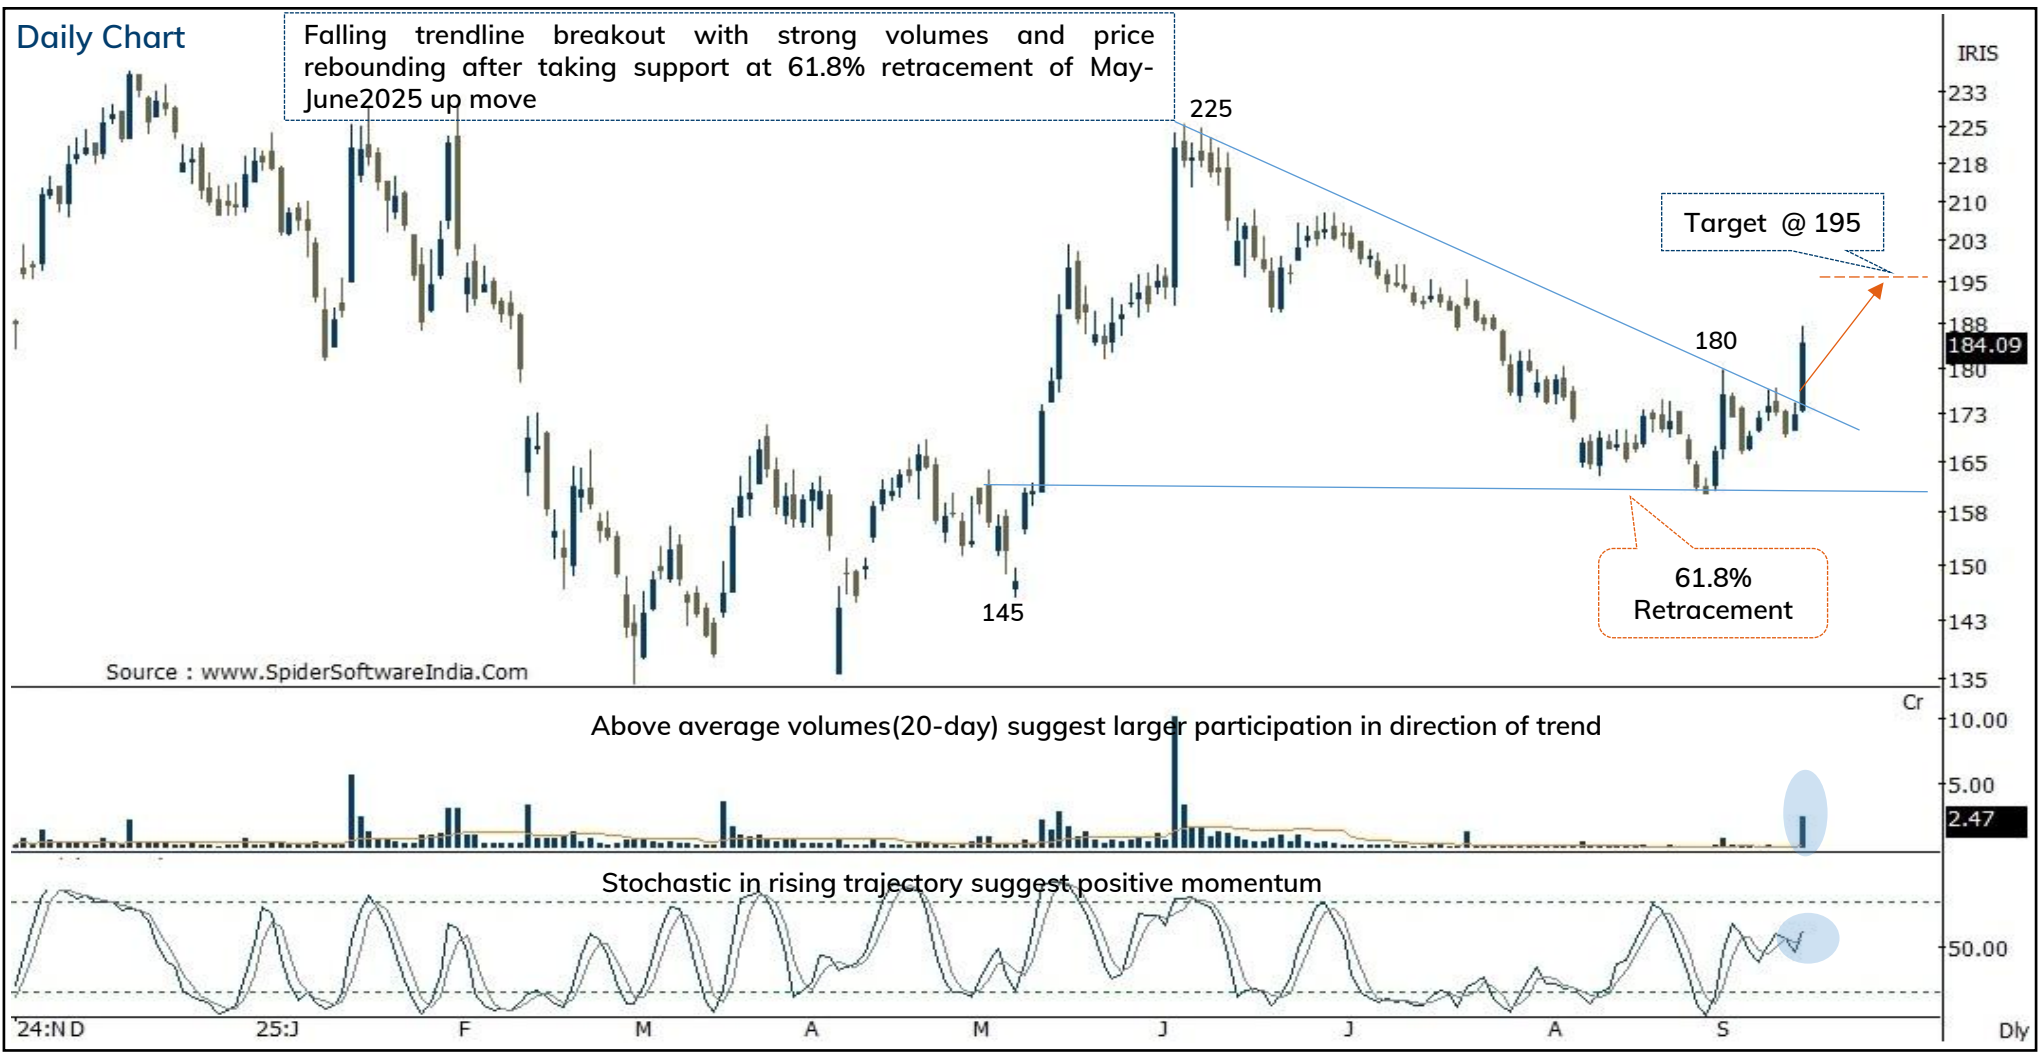 Daily Chart
Falling trendline breakout with strong volumes and price
rebounding after taking support at 61.8% retracement of May-
June2025 up move
IRIS
225
233
225
218
210
203
195
188
184.09
180
173
165
158
150
143
135
Target @ 195
180
61.8%
Retracement
145
Source : www.SpiderSoftwareIndia.Com
Cr
Above average volumes(20-day) suggest larger participation in direction of trend
10.00
5.00
2.47
Stochastic in rising trajectory suggest positive momentum
50.00
'24:ND 25:J F M A M J J A S Dly